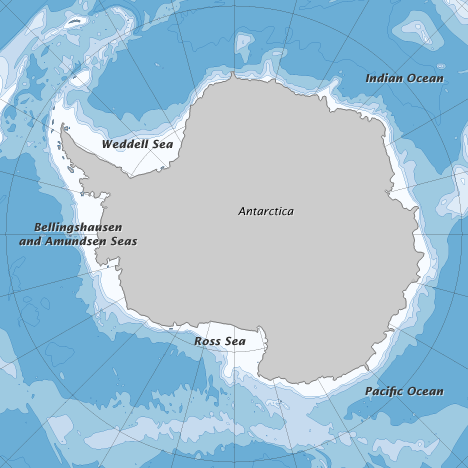 Indian Ocean
Weddell Sea
Antarctica
Bellingshausen
and Amundsen Seas
Ross Sea
Pacific Ocean